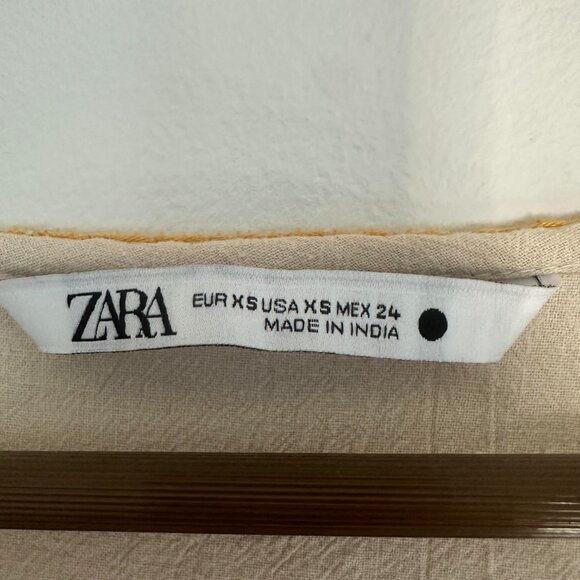 ZARA
EUR XS USA XS MEX 24
MADE IN INDIA